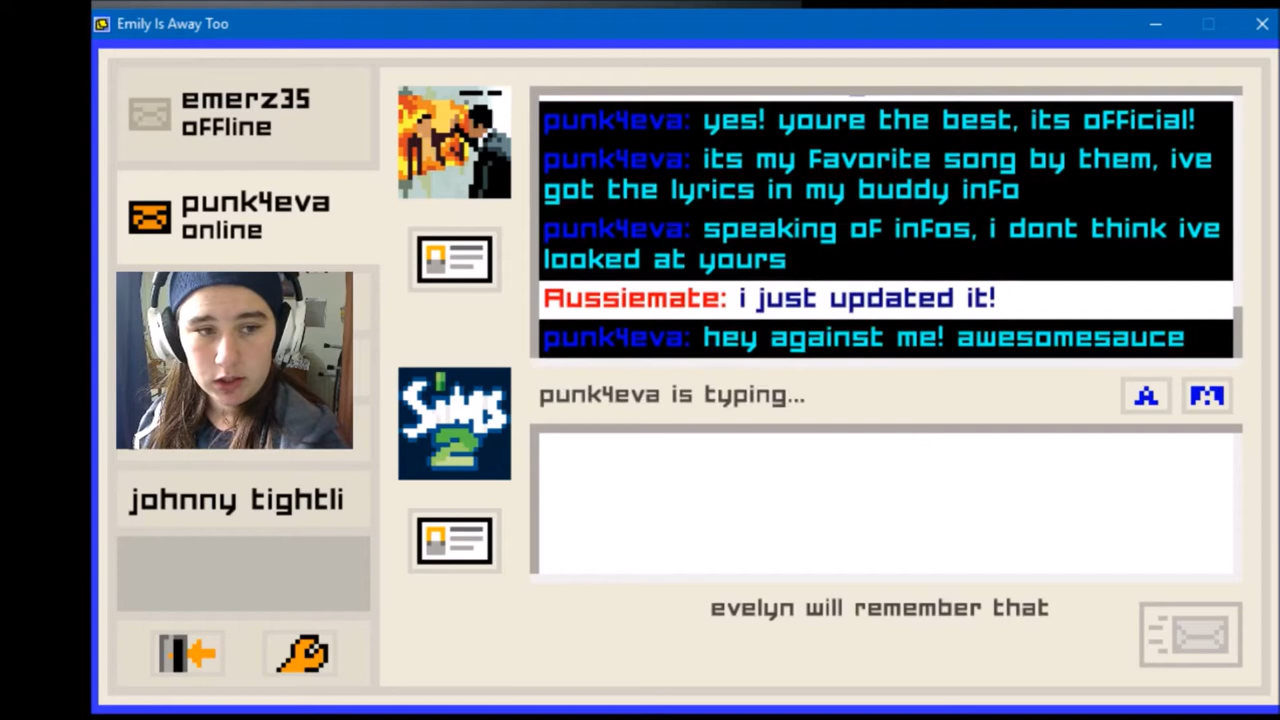 Emily Is Away Too
emerz35
offline
punk4eva
online
johnny tightli
punk4eva: yes! youre the best, its official!
punk4eva: its my favorite song by them, ive
got the lyrics in my buddy info
punk4eva: speaking of infos, i dont think ive
looked at yours
Aussiemate: i just updated it!
punk4eva: hey against me! awesomesauce
Sims
2
punk4eva is typing...
A
evelyn will remember that